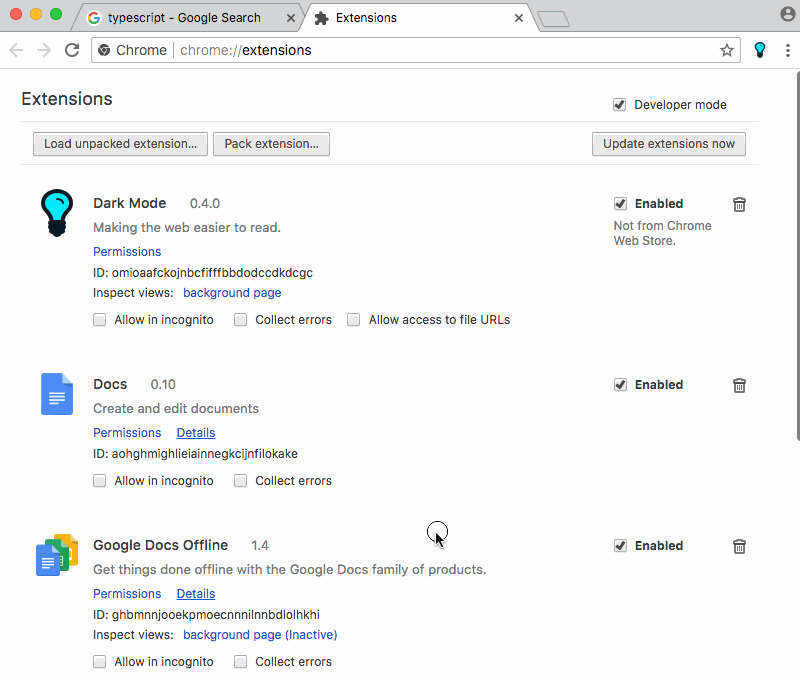 typescript - Google Search
Extensions
Chrome chrome://extensions
Extensions
Developer mode
Load unpacked extension... Pack extension... Update extensions now
Dark Mode 0.4.0 Enabled
Making the web easier to read. Not from Chrome
Web Store.
Permissions
ID: omioaafckojnbcfifffbbdodccdkdcgc
Inspect views: background page
Allow in incognito Collect errors Allow access to file URLs
Docs 0.10 Enabled
Create and edit documents
Permissions Details
ID: aohghmighlieiainnegkcijnfilokake
Allow in incognito Collect errors
Google Docs Offline 1.4 Enabled
Get things done offline with the Google Docs family of products.
Permissions Details
ID: ghbmnnjooekpmoecnnnilnnbdlolhkhi
Inspect views: background page (Inactive)
Allow in incognito Collect errors